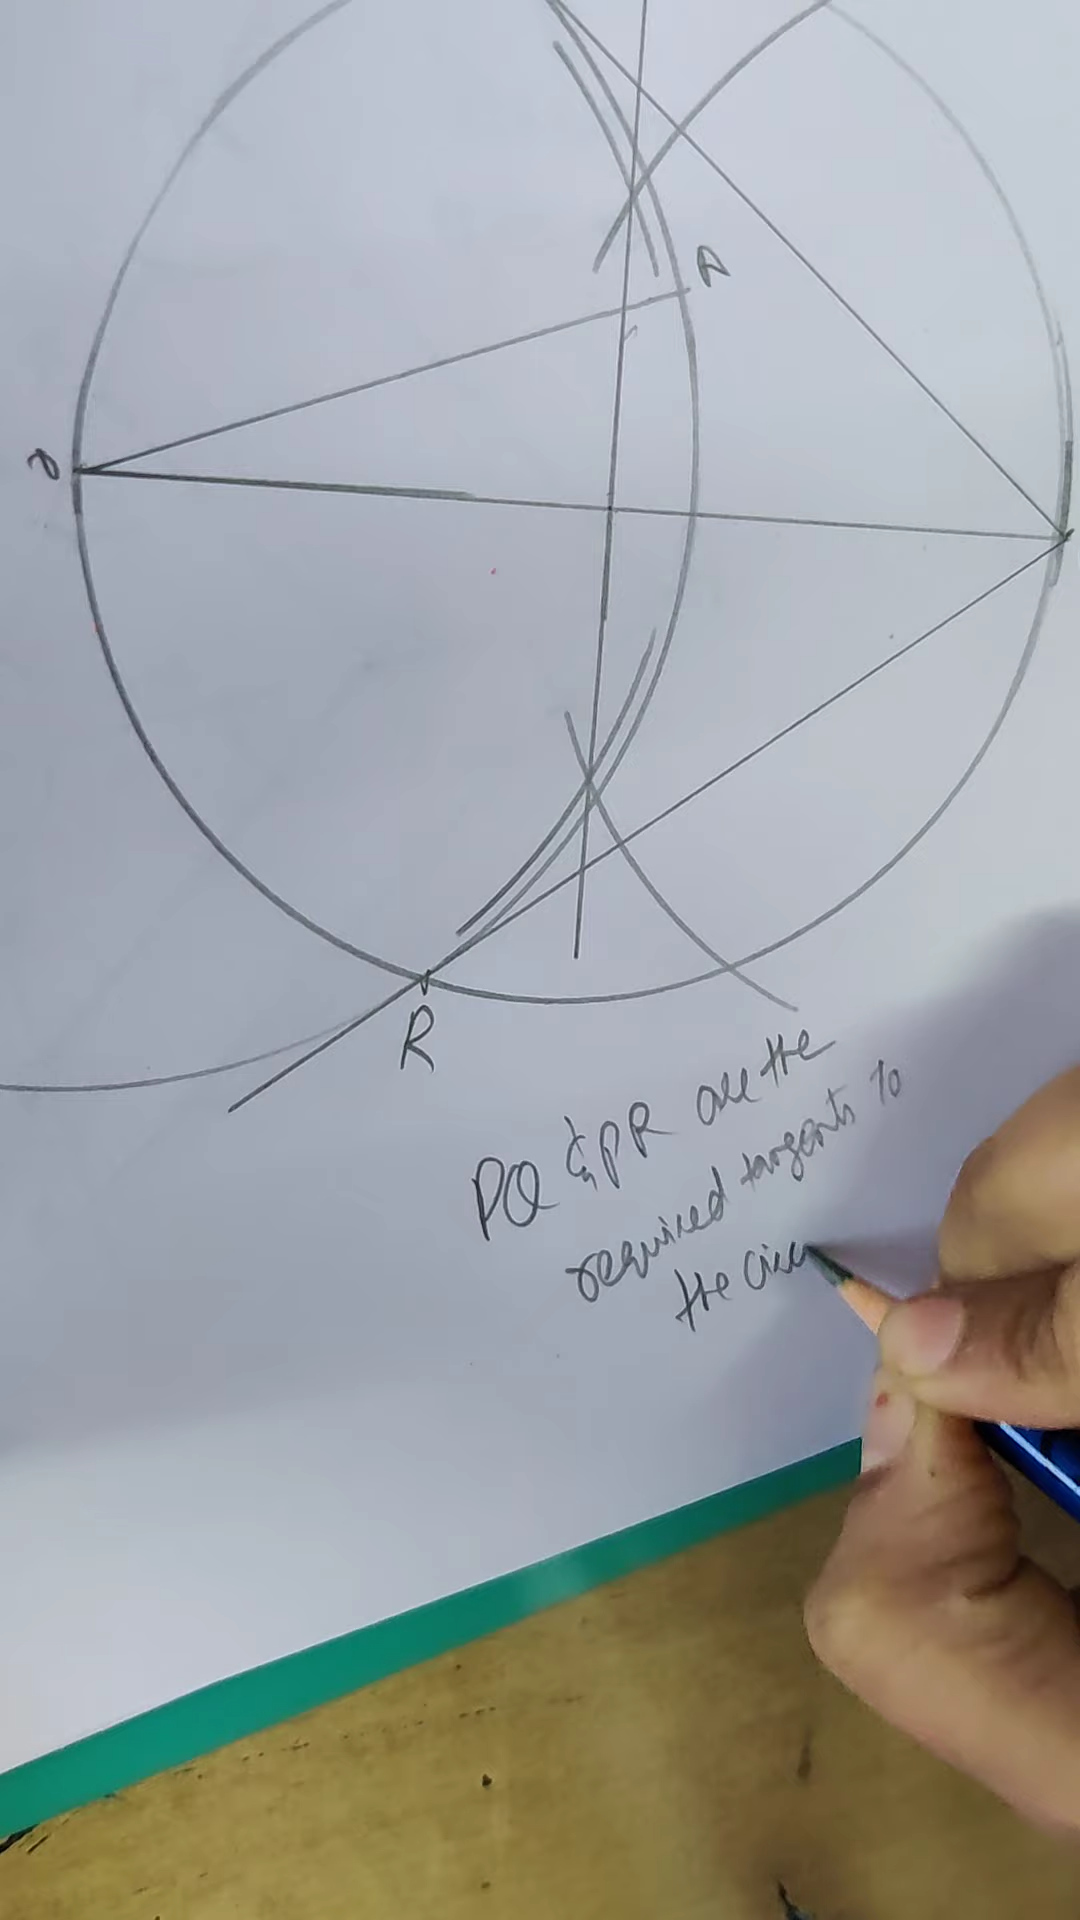 O
A
R
PQ & PR are the
required tangents to
the circ